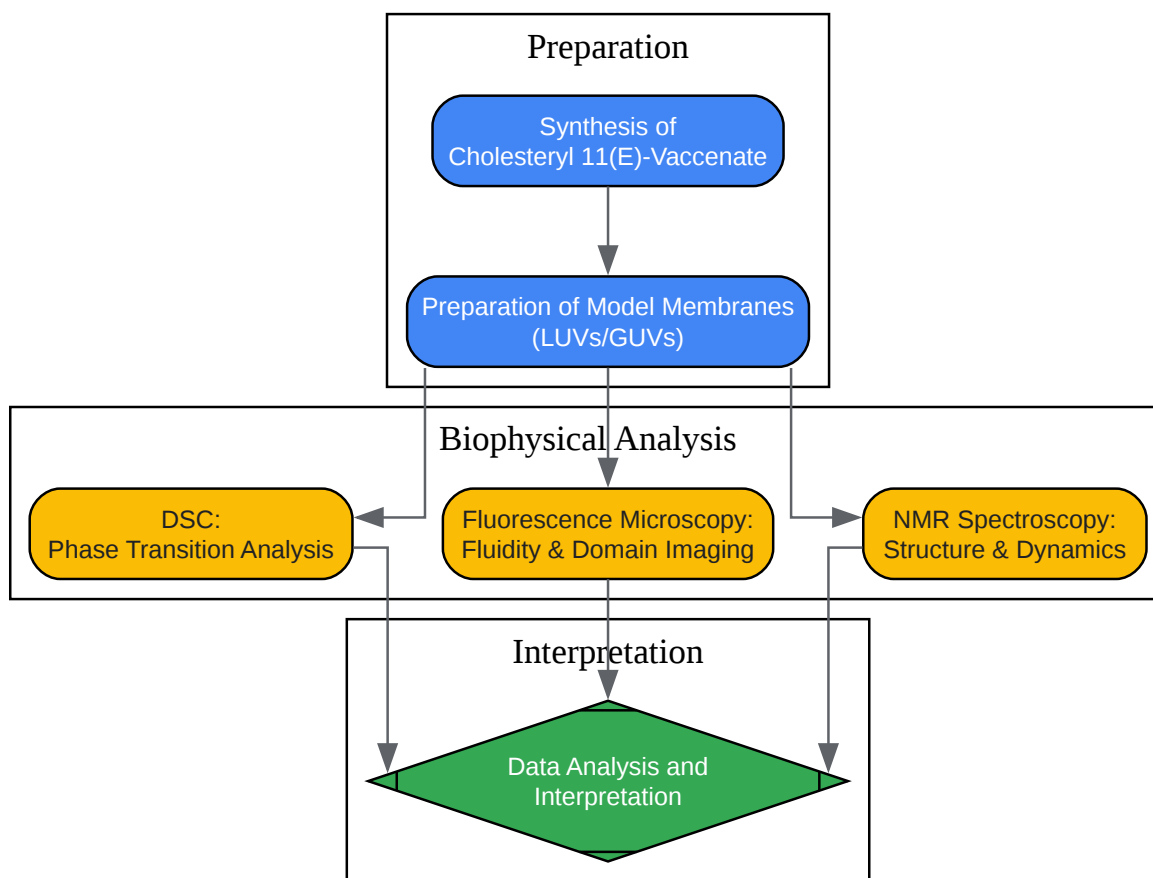 Preparation
Synthesis of
Cholesteryl 11(E)-Vaccenate
Preparation of Model Membranes
(LUVs/GUVs)
Biophysical Analysis
DSC:
Phase Transition Analysis
Fluorescence Microscopy:
Fluidity & Domain Imaging
NMR Spectroscopy:
Structure & Dynamics
Interpretation
Data Analysis and
Interpretation